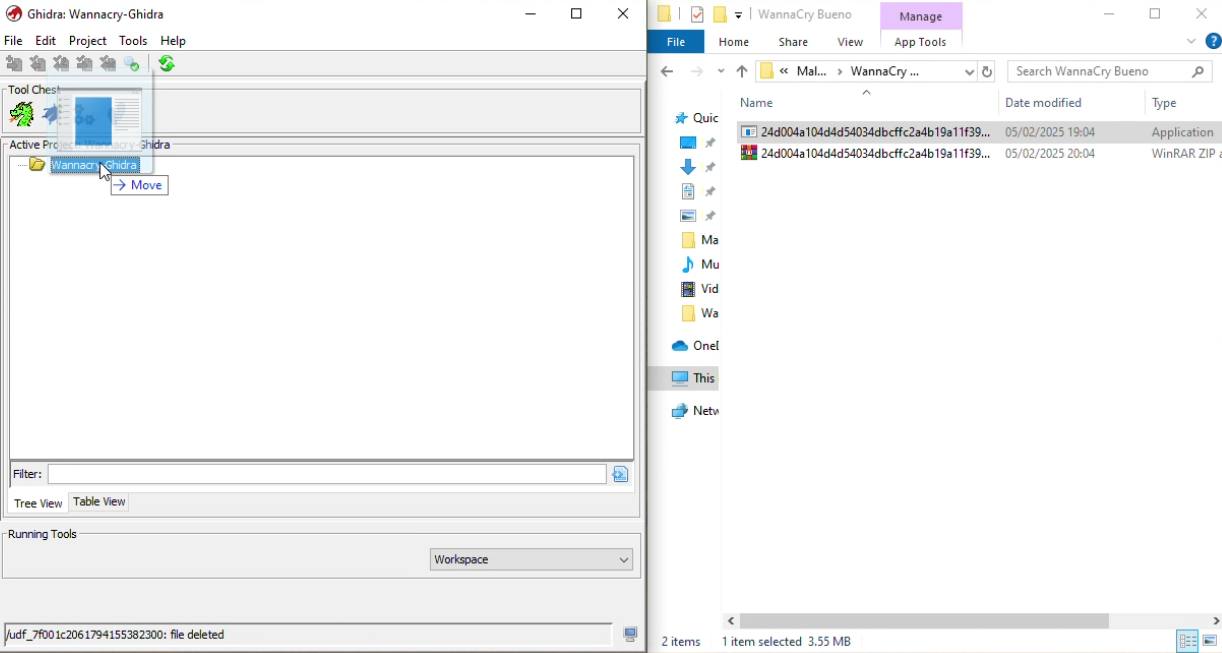 Ghidra: Wannacry-Ghidra
File Edit Project Tools Help
Tool Chest
Active Project: Wannacry-Ghidra
Wannacry-Ghidra
Move
Filter:
Tree View Table View
Running Tools
Workspace
/udf_7f001c2061794155382300: file deleted
WannaCry Bueno Manage
File Home Share View App Tools
« Mal... › WannaCry ... Search WannaCry Bueno
Name Date modified Type
24d004a104d4d54034dbcffc2a4b19a11f39... 05/02/2025 19:04 Application
24d004a104d4d54034dbcffc2a4b19a11f39... 05/02/2025 20:04 WinRAR ZIP a
Quic
Ma
Mu
Vid
Wa
OneD
This
Netw
2 items 1 item selected 3.55 MB